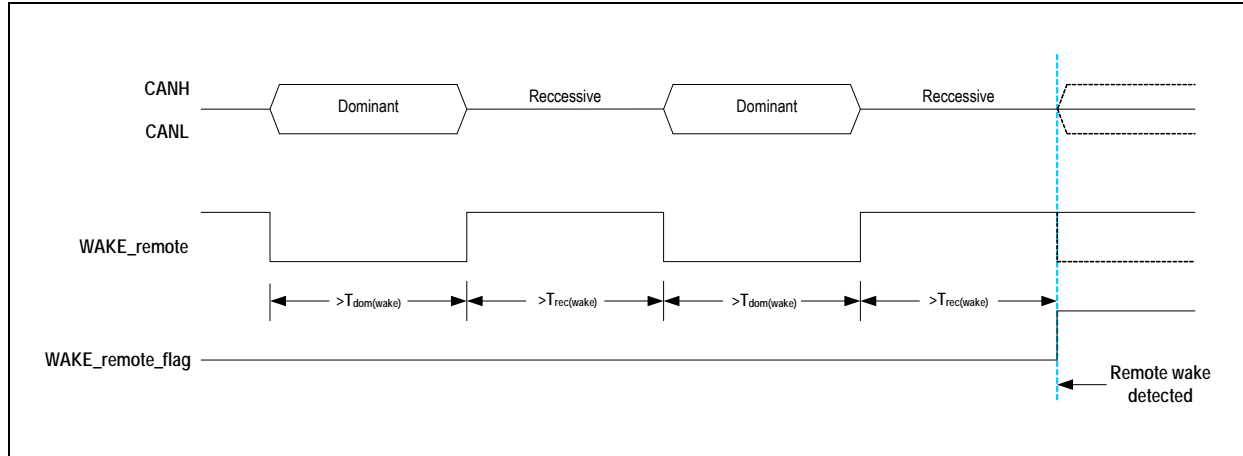 CANH
CANL
Dominant
Reccessive
Dominant
Reccessive
WAKE_remote
>Tdom(wake)
>Trec(wake)
>Tdom(wake)
>Trec(wake)
WAKE_remote_flag
Remote wake
detected